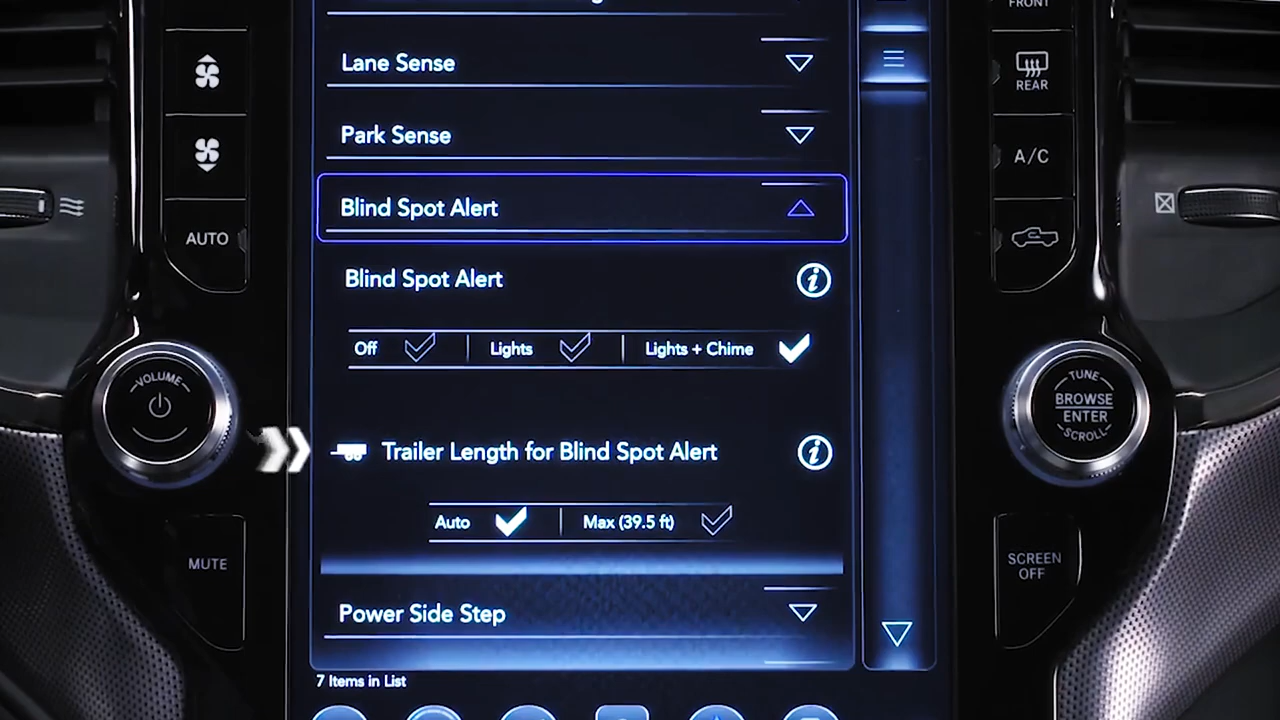 FRONT
Lane Sense
REAR
Park Sense
A/C
Blind Spot Alert
AUTO
Blind Spot Alert
i
Off
Lights
Lights + Chime
VOLUME
TUNE
BROWSE
ENTER
SCROLL
Trailer Length for Blind Spot Alert
i
Auto
Max (39.5 ft)
MUTE
SCREEN
OFF
Power Side Step
7 Items in List